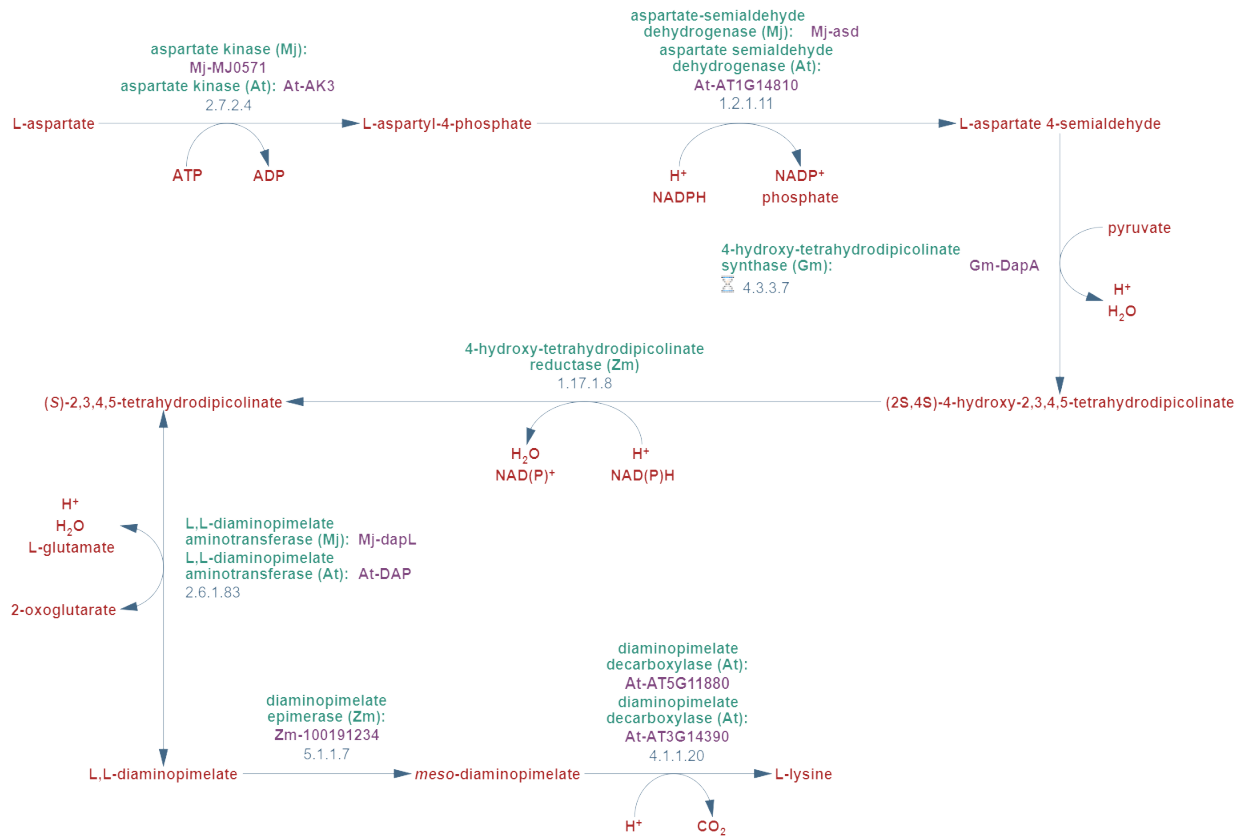 aspartate kinase (Mj):
Mj-MJ0571
aspartate kinase (At): At-AK3
2.7.2.4
aspartate-semialdehyde
dehydrogenase (Mj): Mj-asd
aspartate semialdehyde
dehydrogenase (At):
At-AT1G14810
1.2.1.11
L-aspartate
L-aspartyl-4-phosphate
L-aspartate 4-semialdehyde
ATP
ADP
H⁺
NADPH
NADP⁺
phosphate
4-hydroxy-tetrahydrodipicolinate
synthase (Gm): Gm-DapA
4.3.3.7
pyruvate
H⁺
H₂O
4-hydroxy-tetrahydrodipicolinate
reductase (Zm)
1.17.1.8
(S)-2,3,4,5-tetrahydrodipicolinate
(2S,4S)-4-hydroxy-2,3,4,5-tetrahydrodipicolinate
H₂O
NAD(P)⁺
H⁺
NAD(P)H
H⁺
H₂O
L-glutamate
2-oxoglutarate
L,L-diaminopimelate
aminotransferase (Mj): Mj-dapL
L,L-diaminopimelate
aminotransferase (At): At-DAP
2.6.1.83
diaminopimelate
epimerase (Zm):
Zm-100191234
5.1.1.7
diaminopimelate
decarboxylase (At):
At-AT5G11880
diaminopimelate
decarboxylase (At):
At-AT3G14390
4.1.1.20
L,L-diaminopimelate
meso-diaminopimelate
L-lysine
H⁺
CO₂